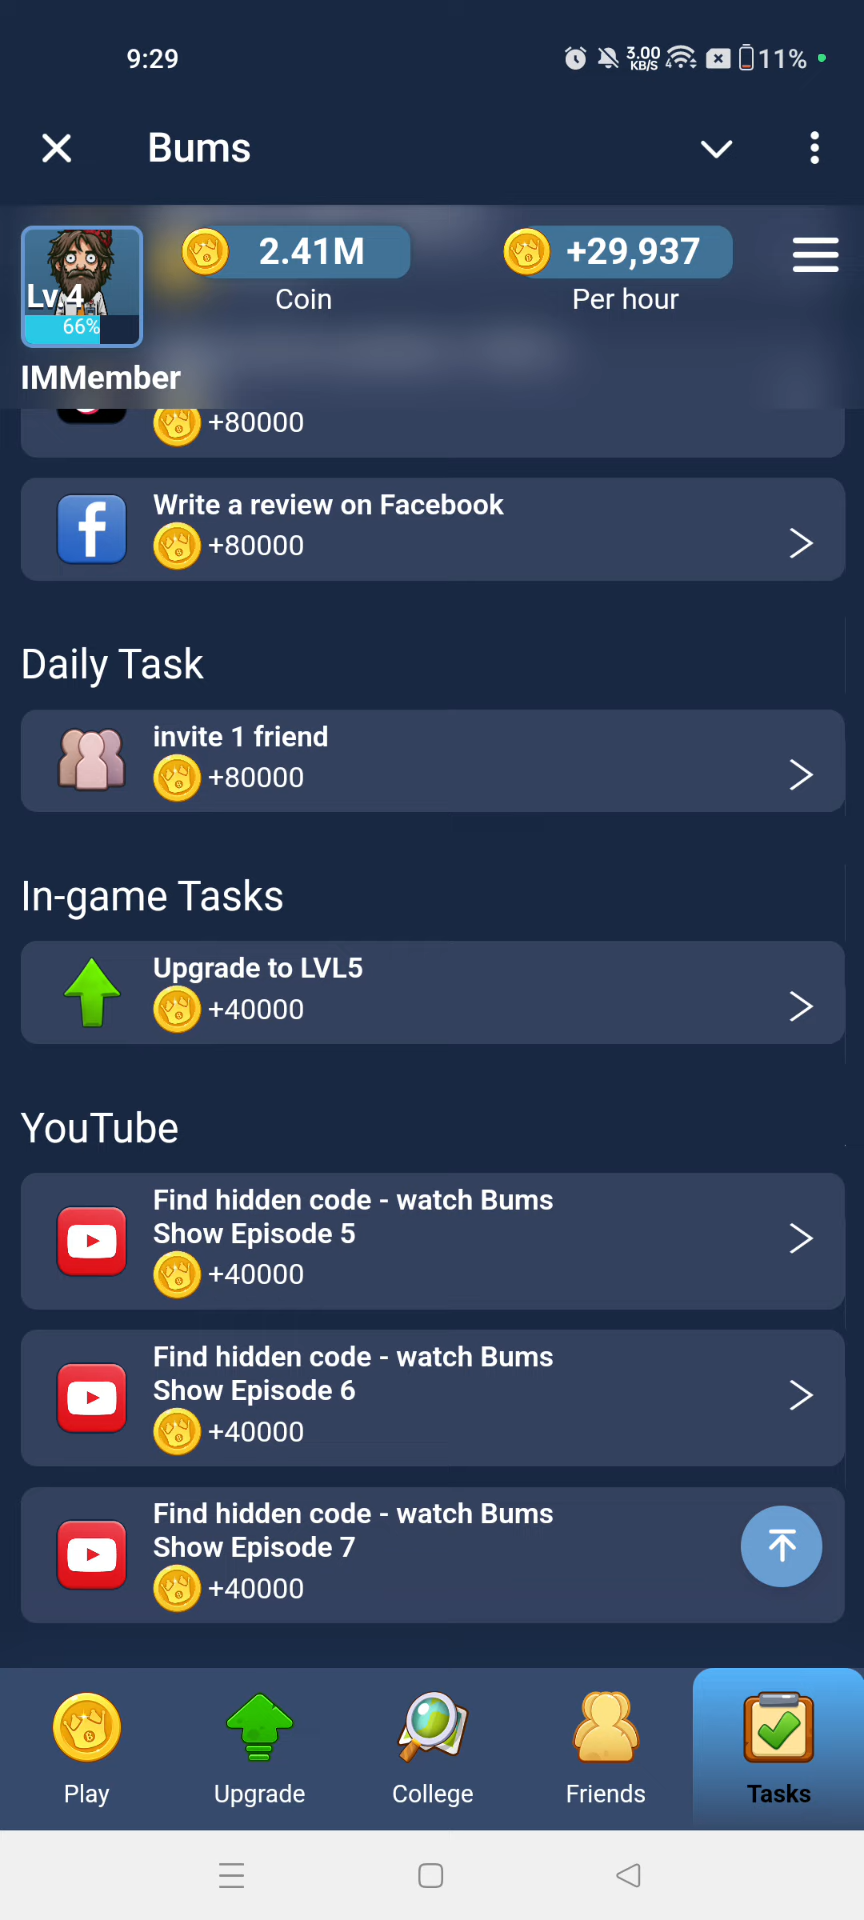 9:29
3.00
KB/S
4
11%
Bums
2.41M
+29,937
Coin
Per hour
Lv.4
66%
IMMember
+80000
Write a review on Facebook
+80000
Daily Task
invite 1 friend
+80000
In-game Tasks
Upgrade to LVL5
+40000
YouTube
Find hidden code - watch Bums
Show Episode 5
+40000
Find hidden code - watch Bums
Show Episode 6
+40000
Find hidden code - watch Bums
Show Episode 7
+40000
Play
Upgrade
College
Friends
Tasks